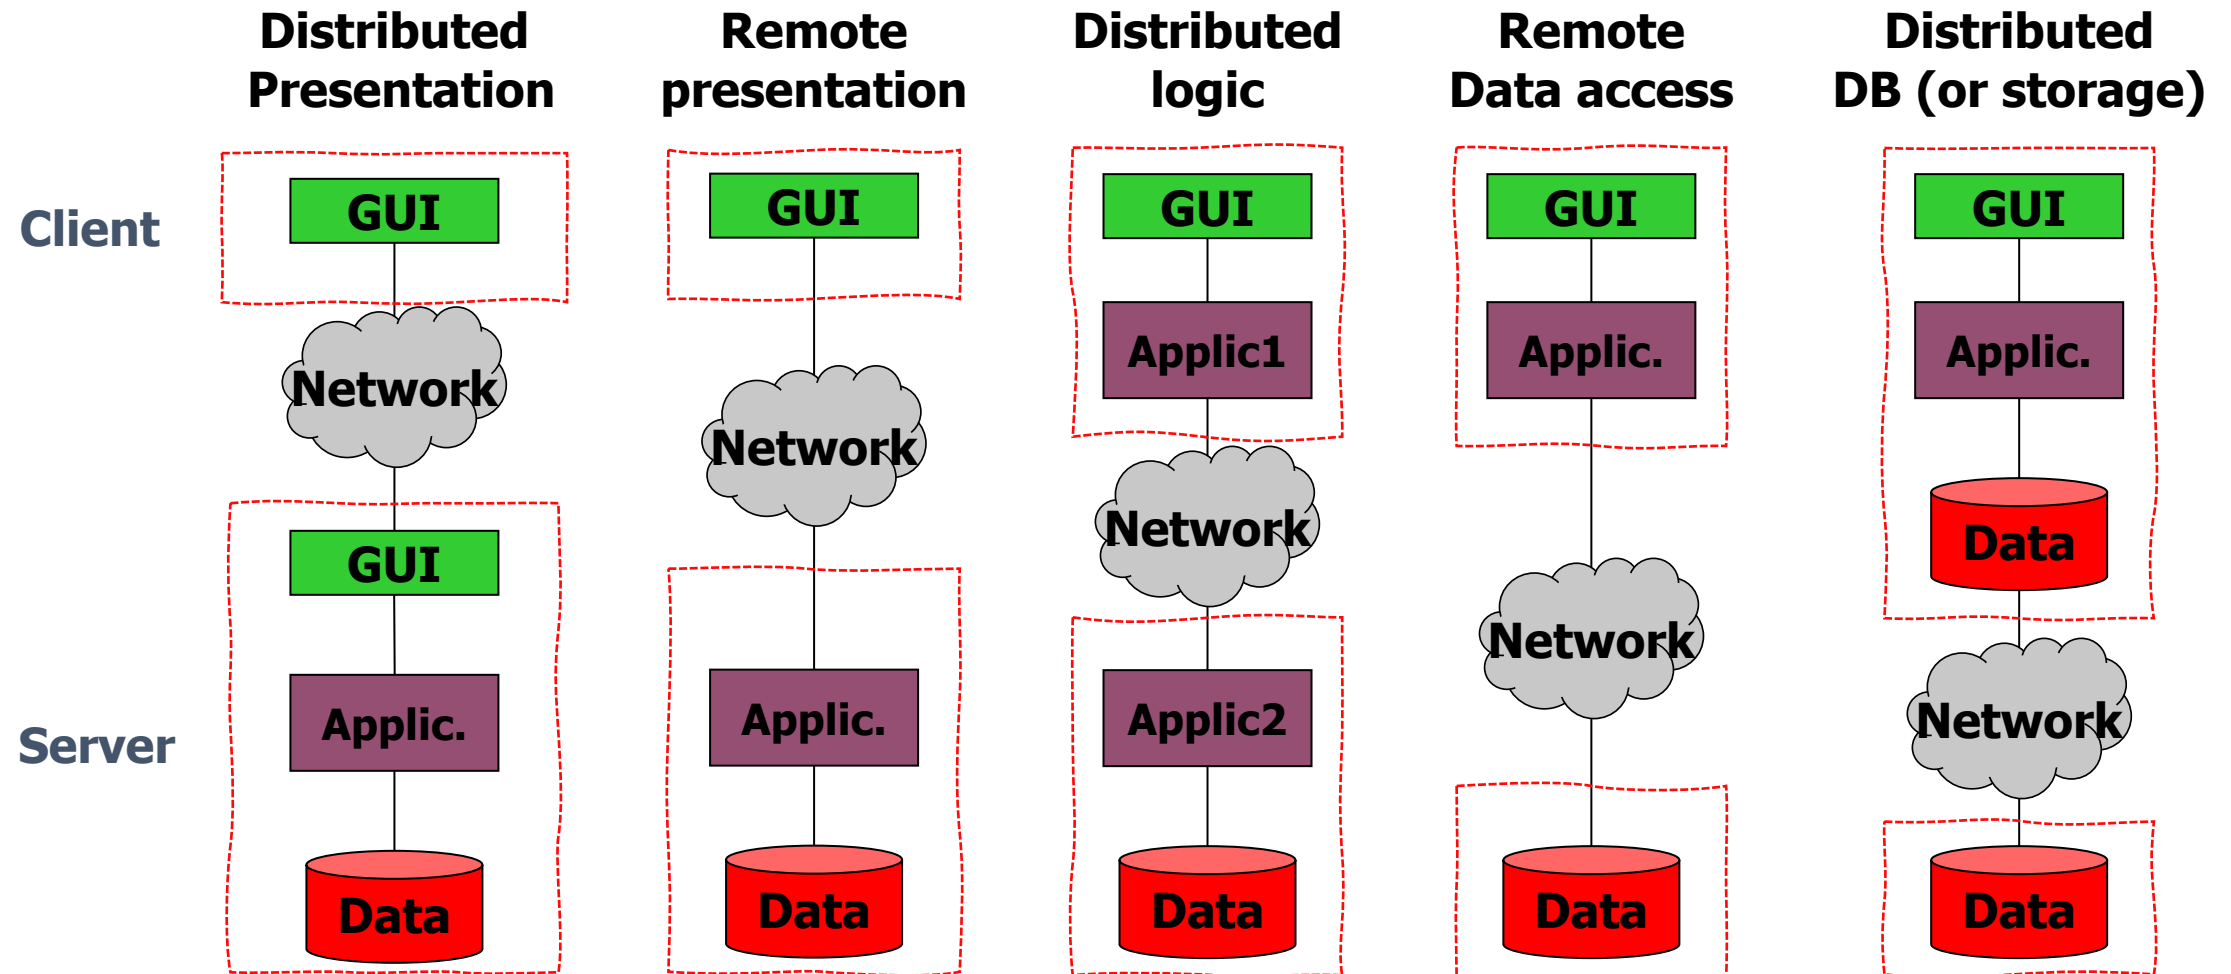 Distributed
Presentation
Remote
presentation
Distributed
logic
Remote
Data access
Distributed
DB (or storage)
Client
GUI
Network
GUI
Applic.
Data
GUI
Network
Applic.
Data
GUI
Applic1
Network
Applic2
Data
GUI
Applic.
Network
Data
GUI
Applic.
Data
Network
Data
Server